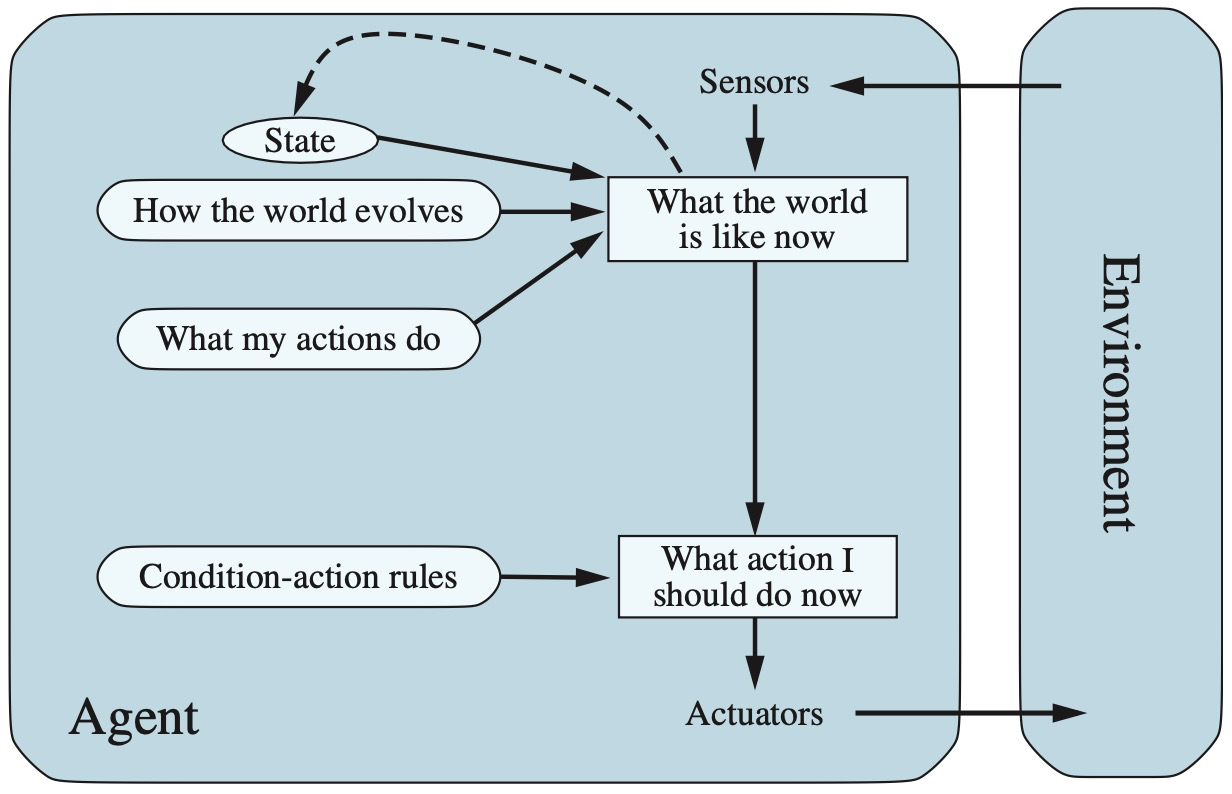 Sensors
State
What the world
is like now
How the world evolves
What my actions do
Environment
Condition-action rules
What action I
should do now
Agent
Actuators